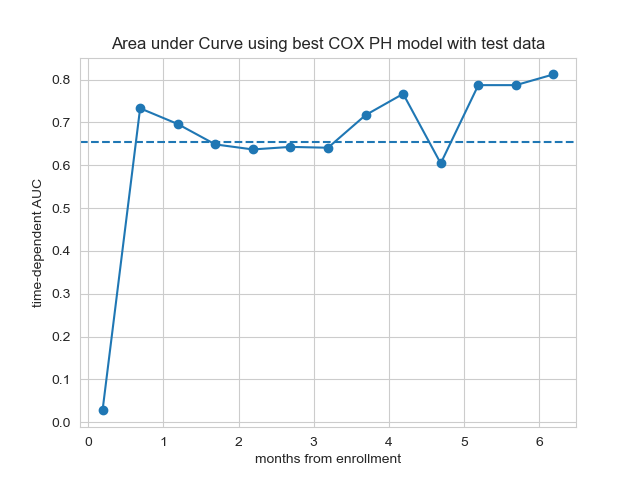 Area under Curve using best COX PH model with test data
time-dependent AUC
0.8
0.7
0.6
0.5
0.4
0.3
0.2
0.1
0.0
0 1 2 3 4 5 6
months from enrollment